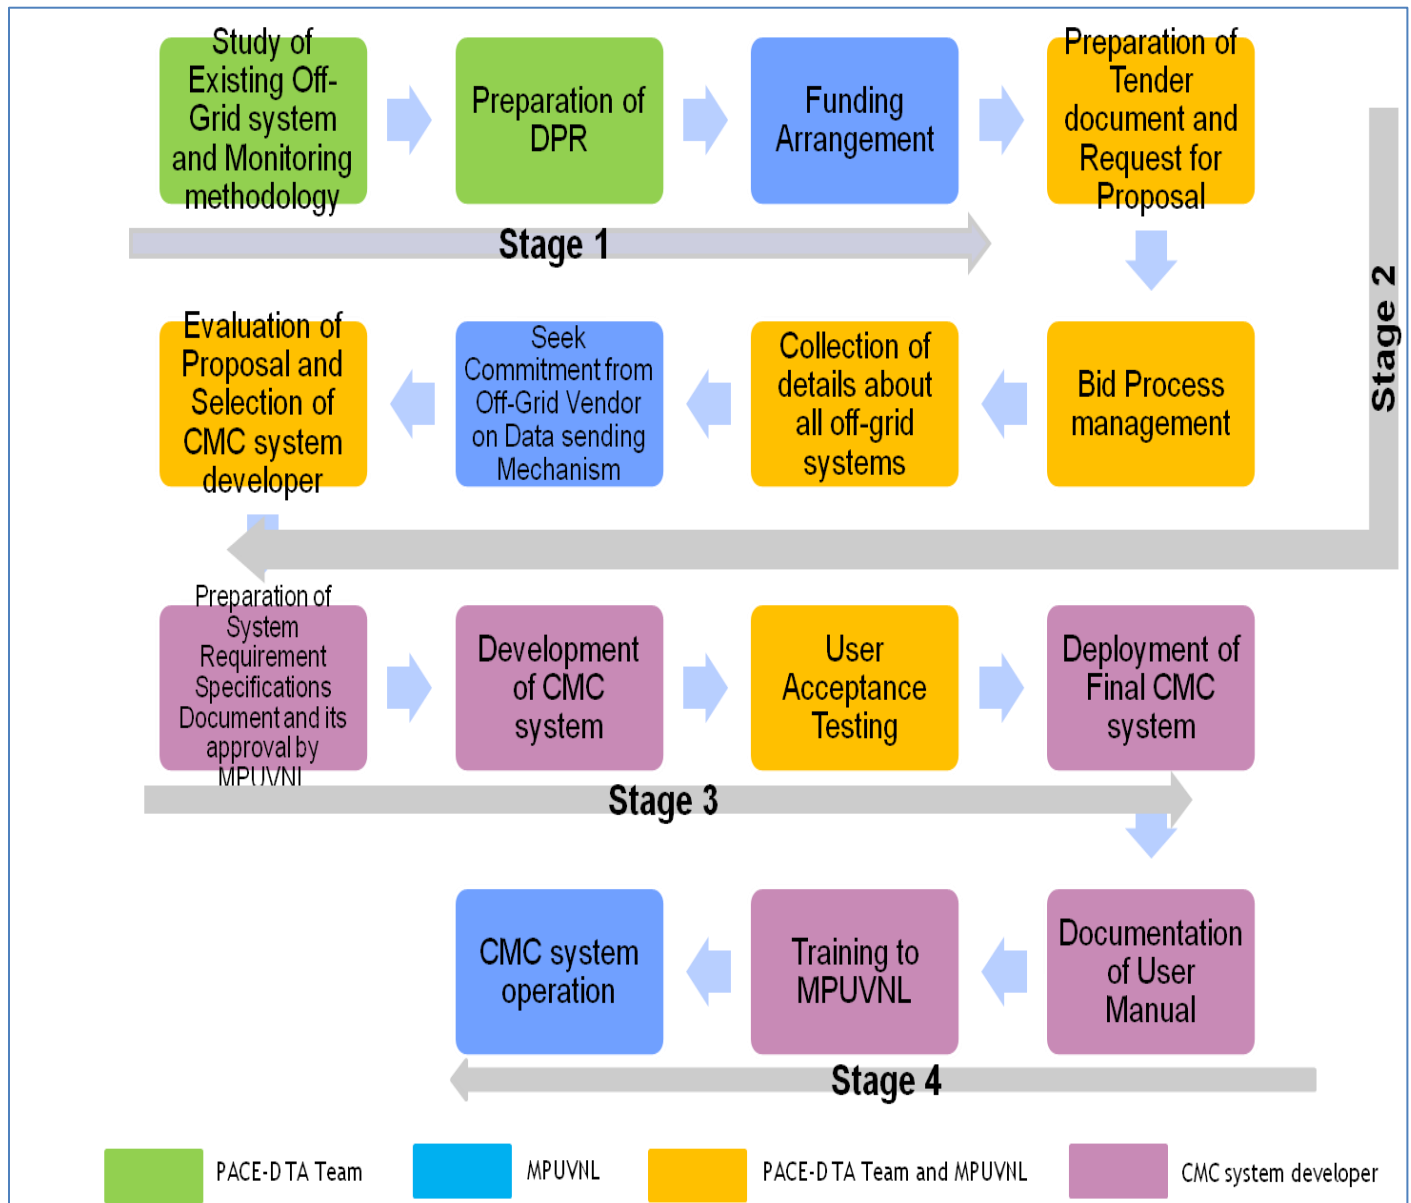 Study of
Existing Off-
Grid system
and Monitoring
methodology
Preparation of
DPR
Funding
Arrangement
Preparation of
Tender
document and
Request for
Proposal
Stage 1
Stage 2
Evaluation of
Proposal and
Selection of
CMC system
developer
Seek
Commitment from
Off-Grid Vendor
on Data sending
Mechanism
Collection of
details about
all off-grid
systems
Bid Process
management
Preparation of
System
Requirement
Specifications
Document and its
approval by
MPUVNL
Development
of CMC
system
User
Acceptance
Testing
Deployment of
Final CMC
system
Stage 3
CMC system
operation
Training to
MPUVNL
Documentation
of User
Manual
Stage 4
PACE-D TA Team
MPUVNL
PACE-D TA Team and MPUVNL
CMC system developer